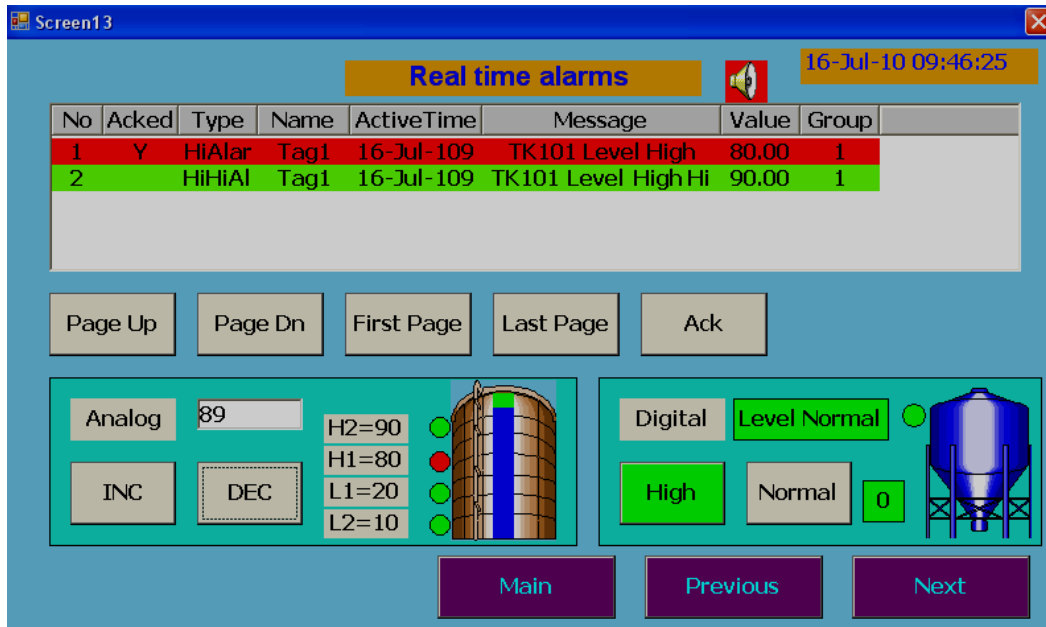 Screen13
16-Jul-10 09:46:25
Real time alarms
No Acked Type Name ActiveTime Message Value Group
1 Y HiAlar Tag1 16-Jul-109 TK101 Level High 80.00 1
2 HiHiAl Tag1 16-Jul-109 TK101 Level High Hi 90.00 1
Page Up Page Dn First Page Last Page Ack
Analog 89
H2=90
H1=80
L1=20
L2=10
INC DEC
Digital Level Normal
High Normal 0
Main Previous Next